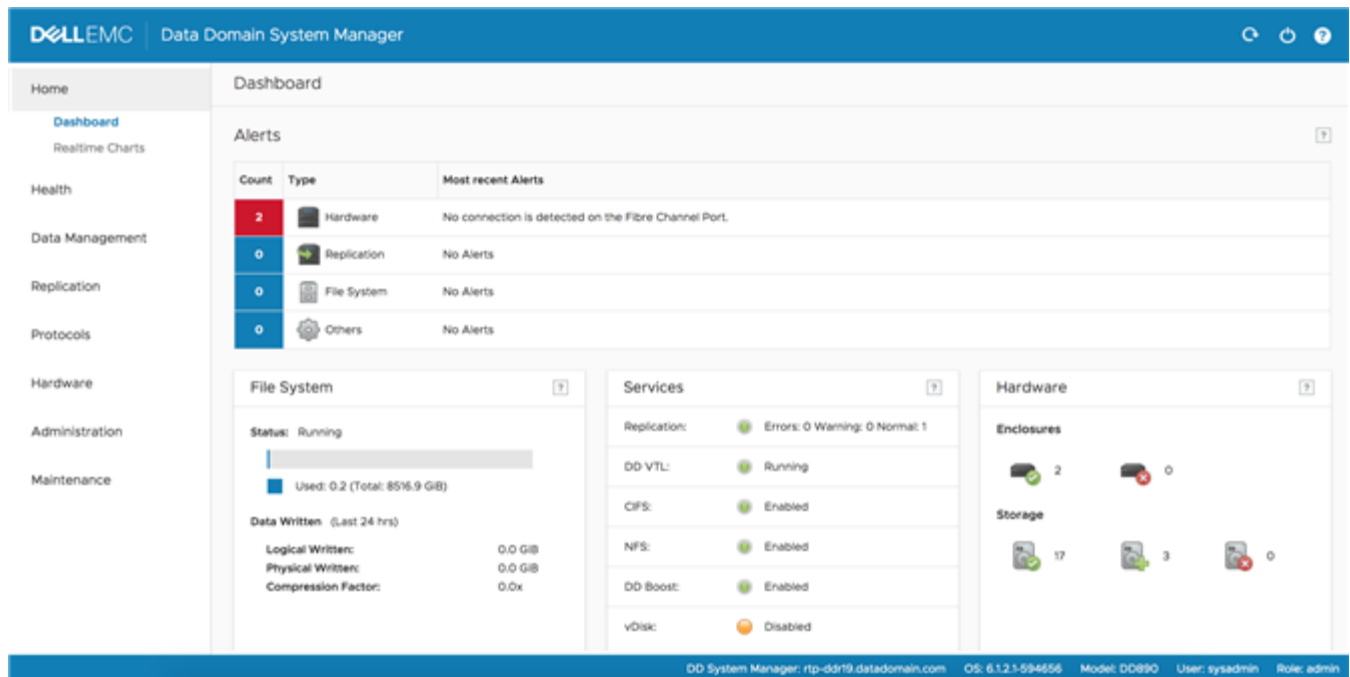 DELLEMC Data Domain System Manager ?
Home
Dashboard
Realtime Charts
Health
Data Management
Replication
Protocols
Hardware
Administration
Maintenance
Dashboard
Alerts ?
Count Type Most recent Alerts
2 Hardware No connection is detected on the Fibre Channel Port.
0 Replication No Alerts
0 File System No Alerts
0 Others No Alerts
File System ?
Status: Running
Used: 0.2 (Total: 8516.9 GiB)
Data Written (Last 24 hrs)
Logical Written: 0.0 GiB
Physical Written: 0.0 GiB
Compression Factor: 0.0x
Services ?
Replication: Errors: 0 Warning: 0 Normal: 1
DD VTL: Running
CIFS: Enabled
NFS: Enabled
DD Boost: Enabled
vDisk: Disabled
Hardware ?
Enclosures
2 0
Storage
17 3 0
DD System Manager: rtp-ddr19.datadomain.com OS: 6.1.2.1-594656 Model: DD890 User: sysadmin Role: admin